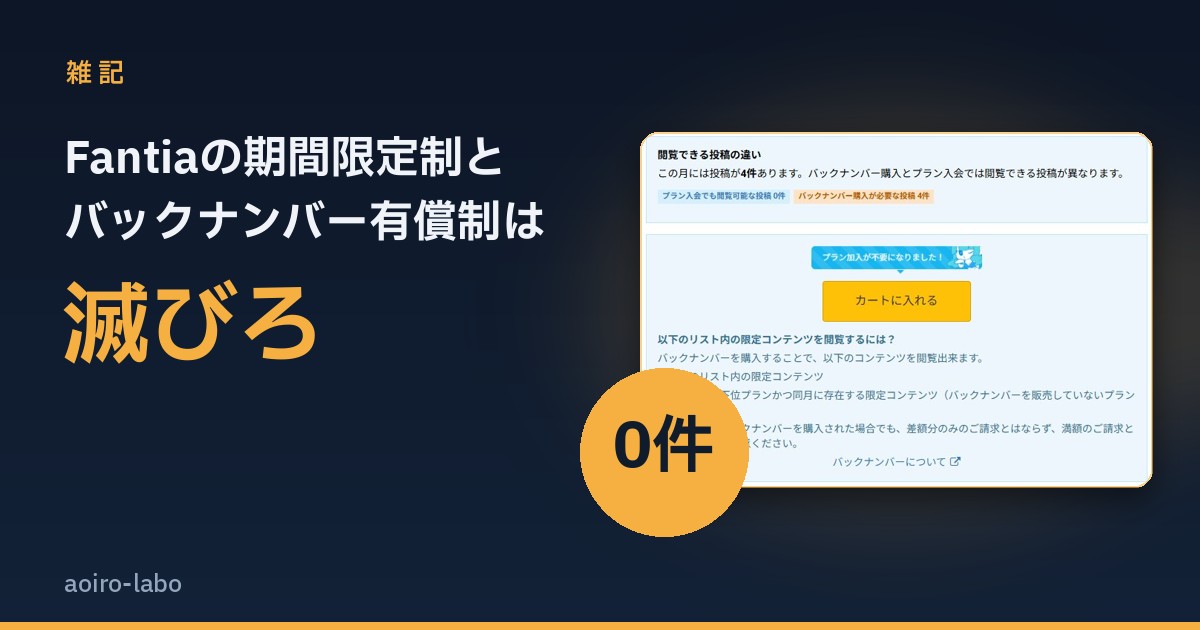 雑記
Fantiaの期間限定制と
バックナンバー有償制は
滅びろ
閲覧できる投稿の違い
この月には投稿が4件あります。バックナンバー購入とプラン入会では閲覧できる投稿が異なります。
プラン入会でも閲覧可能な投稿 0件 バックナンバー購入が必要な投稿 4件
プラン加入が不要になりました！
カートに入れる
以下のリスト内の限定コンテンツを閲覧するには？
バックナンバーを購入することで、以下のコンテンツを閲覧出来ます。
リスト内の限定コンテンツ
位プランかつ同月に存在する限定コンテンツ（バックナンバーを販売していないプラン
クナンバーを購入された場合でも、差額分のみのご請求とはならず、満額のご請求と
ください。
バックナンバーについて
0件
aoiro-labo